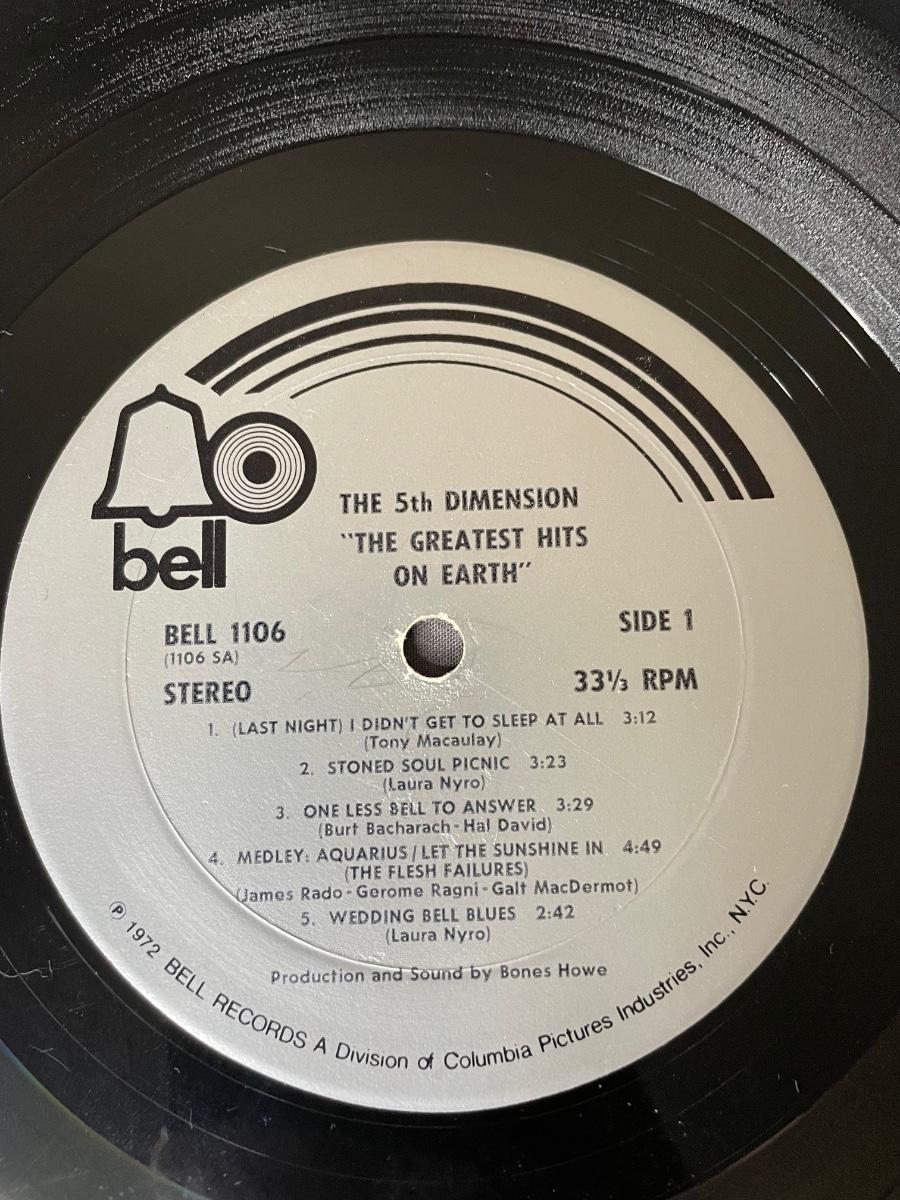 bell
THE 5th DIMENSION
"THE GREATEST HITS
ON EARTH"
BELL 1106
(1106 SA)
STEREO
SIDE 1
33⅓ RPM
1. (LAST NIGHT) I DIDN'T GET TO SLEEP AT ALL 3:12
(Tony Macaulay)
2. STONED SOUL PICNIC 3:23
(Laura Nyro)
3. ONE LESS BELL TO ANSWER 3:29
(Burt Bacharach - Hal David)
4. MEDLEY: AQUARIUS / LET THE SUNSHINE IN 4:49
(THE FLESH FAILURES)
(James Rado - Gerome Ragni - Galt MacDermot)
5. WEDDING BELL BLUES 2:42
(Laura Nyro)
Production and Sound by Bones Howe
℗ 1972 BELL RECORDS A Division of Columbia Pictures Industries, Inc., N.Y.C.